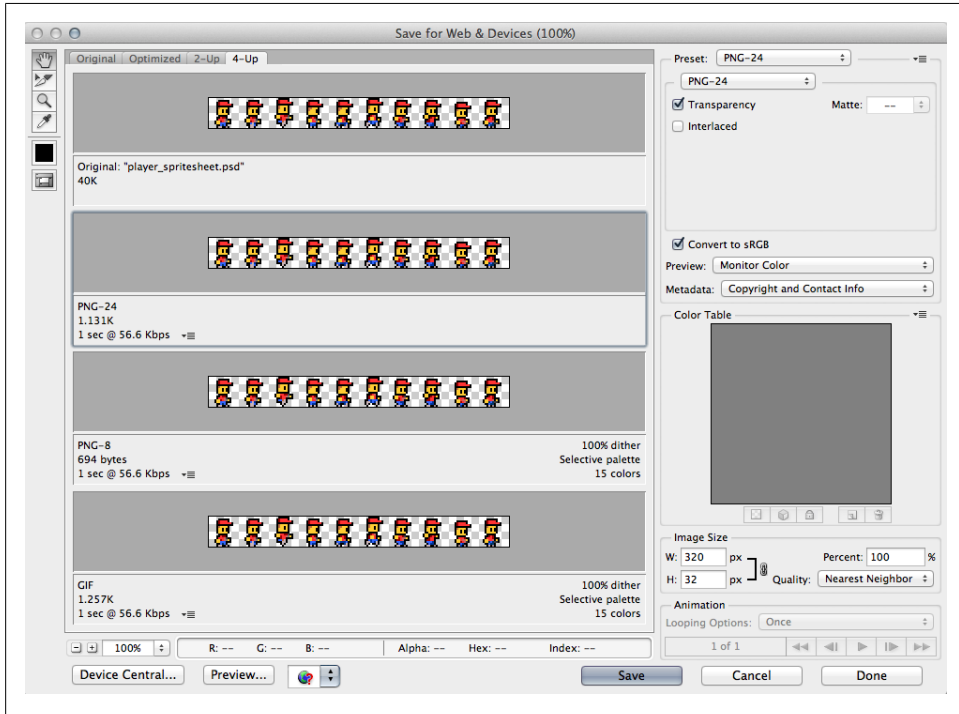 Save for Web & Devices (100%)
Original Optimized 2-Up 4-Up
Original: "player_spritesheet.psd"
40K
PNG-24
1.131K
1 sec @ 56.6 Kbps
PNG-8
694 bytes
1 sec @ 56.6 Kbps
100% dither
Selective palette
15 colors
GIF
1.257K
1 sec @ 56.6 Kbps
100% dither
Selective palette
15 colors
Preset: PNG-24
PNG-24
Transparency Matte: --
Interlaced
Convert to sRGB
Preview: Monitor Color
Metadata: Copyright and Contact Info
Color Table
Image Size
W: 320 px Percent: 100 %
H: 32 px Quality: Nearest Neighbor
Animation
Looping Options: Once
1 of 1
100% R: -- G: -- B: -- Alpha: -- Hex: -- Index: --
Device Central... Preview... Save Cancel Done